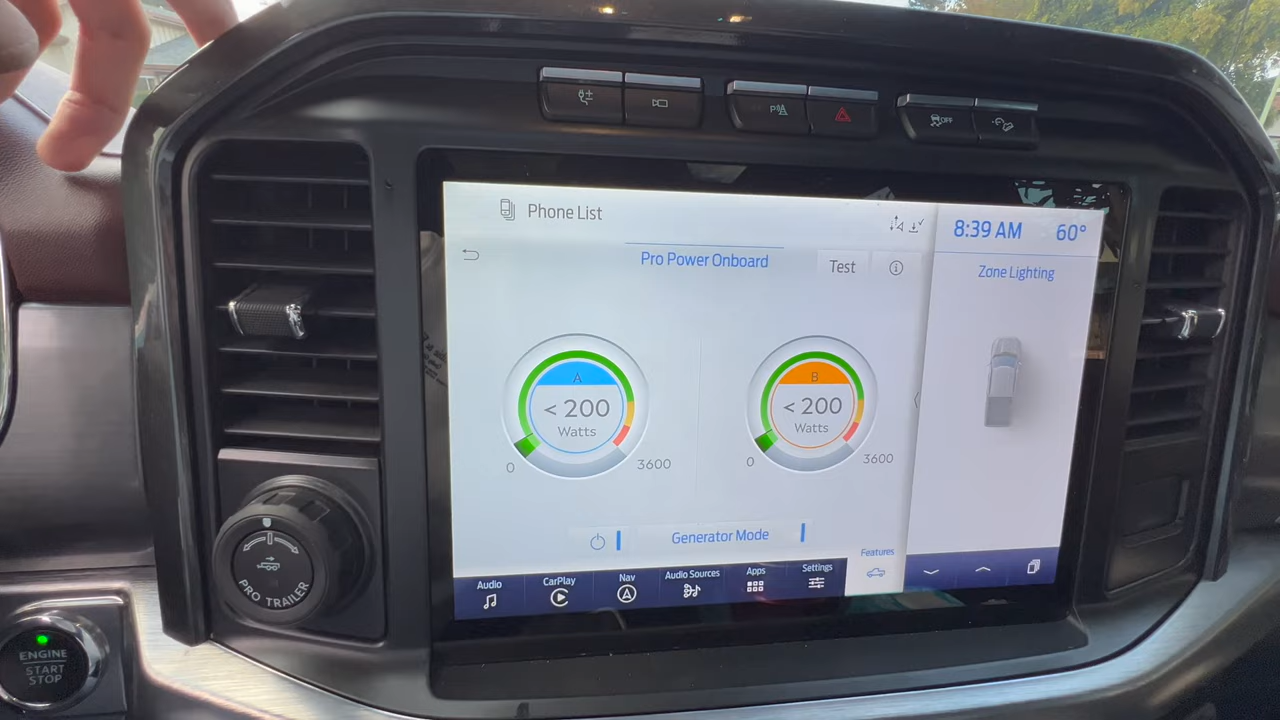 OFF
Phone List
8:39 AM 60°
Pro Power Onboard
Test
Zone Lighting
A
< 200
Watts
0
3600
B
< 200
Watts
0
3600
Generator Mode
Features
Audio
CarPlay
Nav
Audio Sources
Apps
Settings
PRO TRAILER
ENGINE
START
STOP